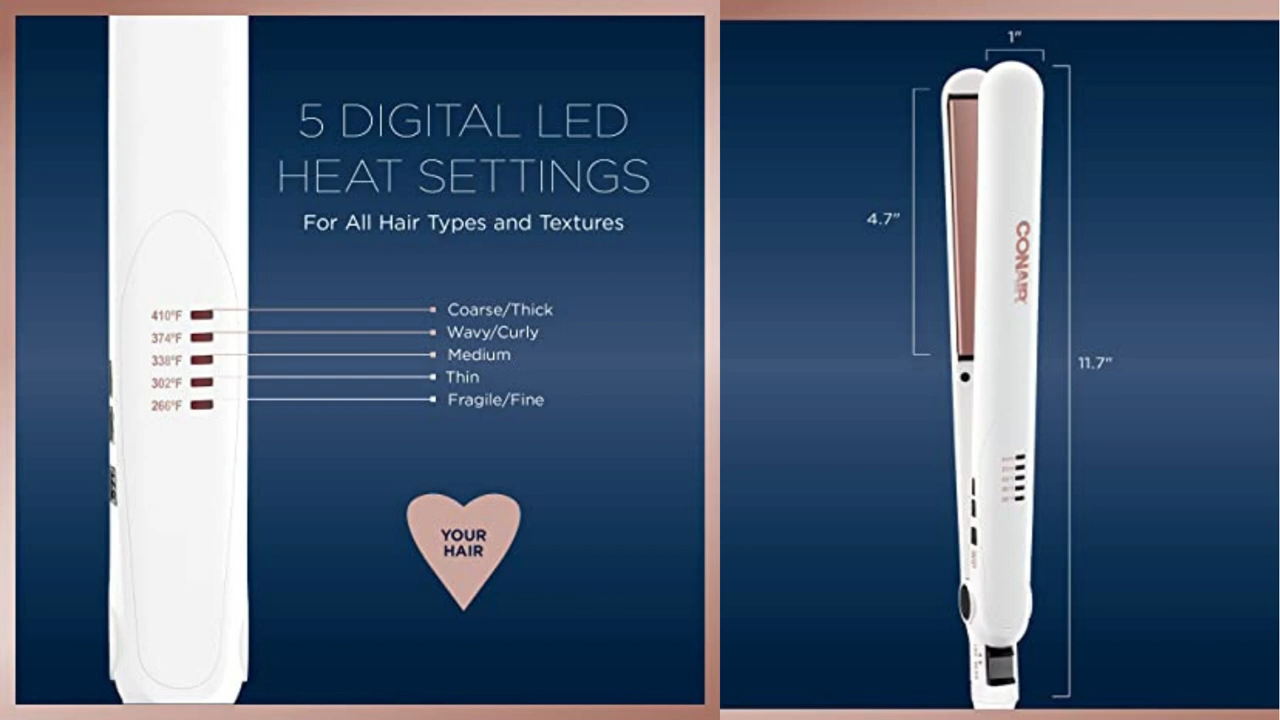 5 DIGITAL LED
HEAT SETTINGS
For All Hair Types and Textures
410°F
Coarse/Thick
374°F
Wavy/Curly
338°F
Medium
302°F
Thin
266°F
Fragile/Fine
YOUR
HAIR
1"
4.7"
CONAIR
11.7"